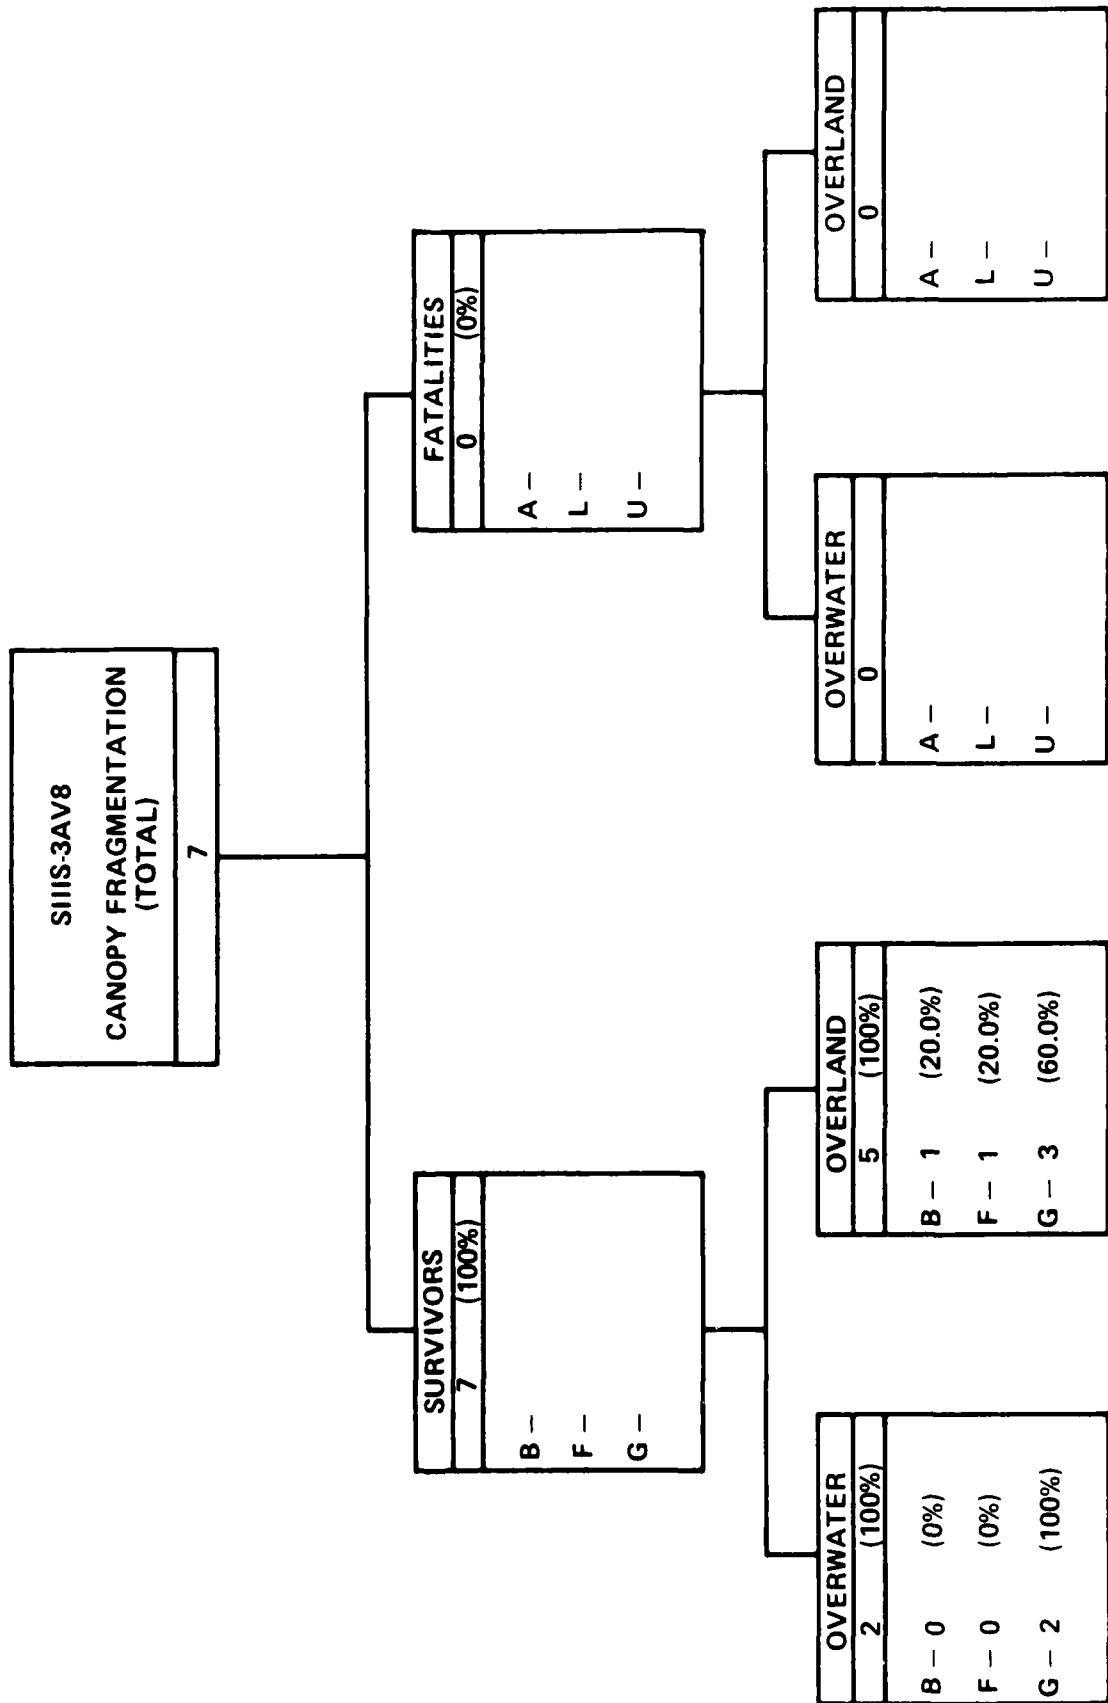 SIIIS-3AV8
CANOPY FRAGMENTATION
(TOTAL)
7
SURVIVORS
7 (100%)
B –
F –
G –
FATALITIES
0 (0%)
A –
L –
U –
OVERWATER
2 (100%)
B – 0 (0%)
F – 0 (0%)
G – 2 (100%)
OVERLAND
5 (100%)
B – 1 (20.0%)
F – 1 (20.0%)
G – 3 (60.0%)
OVERWATER
0
A –
L –
U –
OVERLAND
0
A –
L –
U –